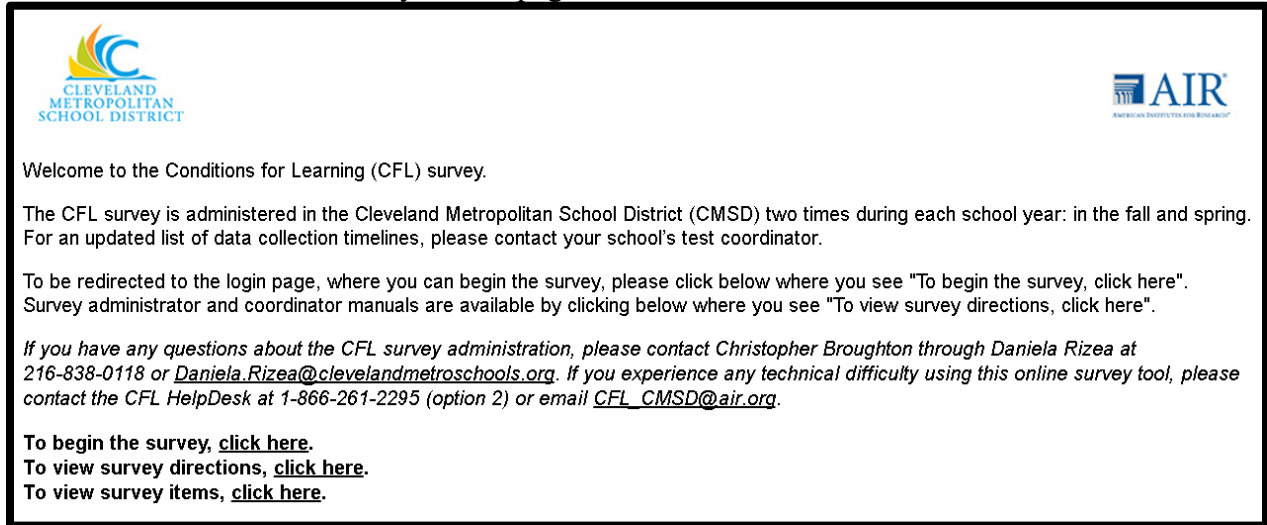 CLEVELAND
METROPOLITAN
SCHOOL DISTRICT
AIR
AMERICAN INSTITUTES FOR RESEARCH
Welcome to the Conditions for Learning (CFL) survey.
The CFL survey is administered in the Cleveland Metropolitan School District (CMSD) two times during each school year: in the fall and spring.
For an updated list of data collection timelines, please contact your school's test coordinator.
To be redirected to the login page, where you can begin the survey, please click below where you see "To begin the survey, click here".
Survey administrator and coordinator manuals are available by clicking below where you see "To view survey directions, click here".
If you have any questions about the CFL survey administration, please contact Christopher Broughton through Daniela Rizea at
216-838-0118 or Daniela.Rizea@clevelandmetroschools.org. If you experience any technical difficulty using this online survey tool, please
contact the CFL HelpDesk at 1-866-261-2295 (option 2) or email CFL_CMSD@air.org.
To begin the survey, click here.
To view survey directions, click here.
To view survey items, click here.